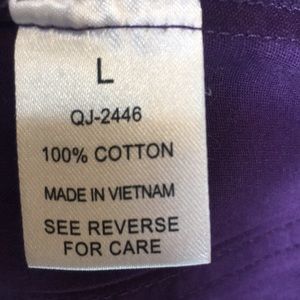 L
QJ-2446
100% COTTON
MADE IN VIETNAM
SEE REVERSE
FOR CARE